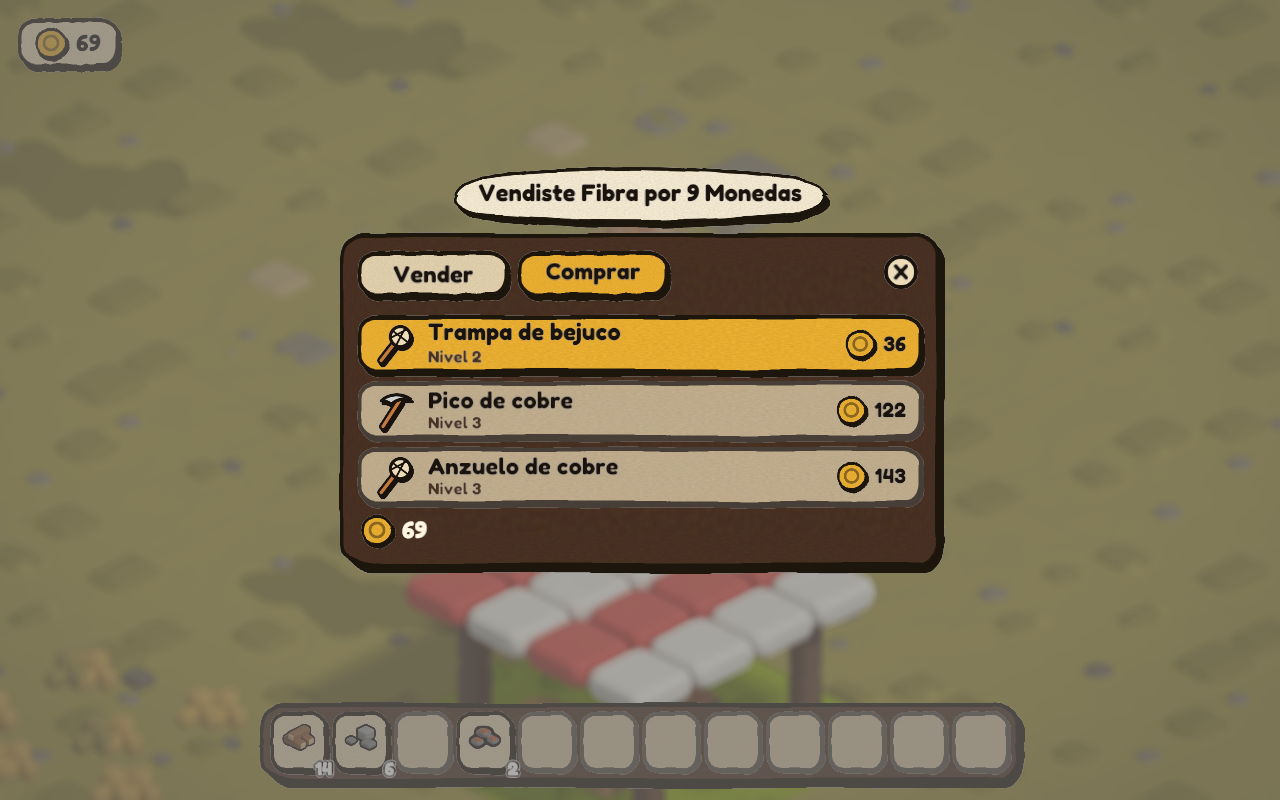 69
Vendiste Fibra por 9 Monedas
Vender
Comprar
Trampa de bejuco
Nivel 2
36
Pico de cobre
Nivel 3
122
Anzuelo de cobre
Nivel 3
143
69
14
6
2